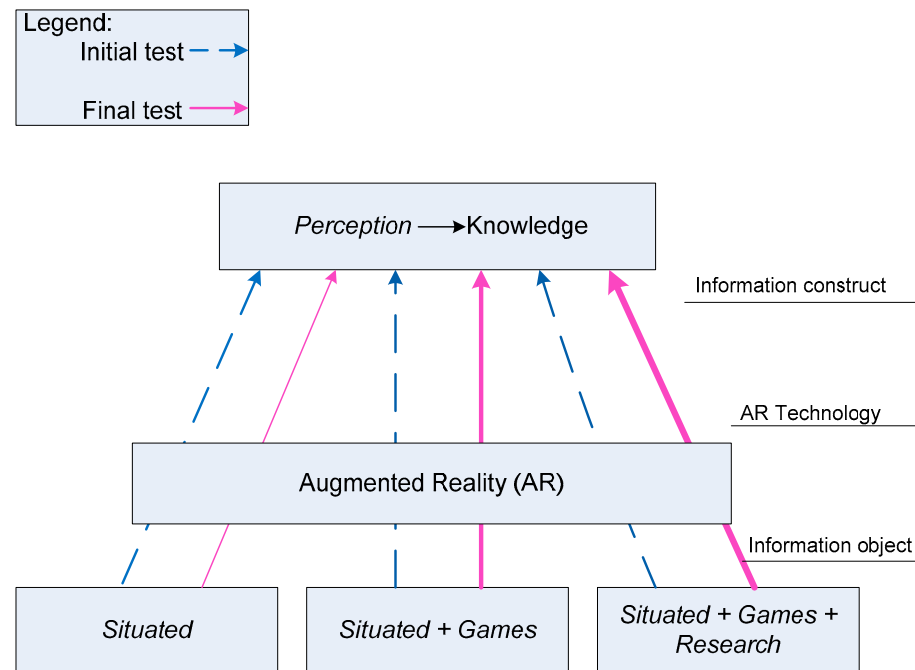 Legend:
Initial test
Final test
Perception Knowledge
Information construct
AR Technology
Augmented Reality (AR)
Information object
Situated
Situated + Games
Situated + Games +
Research